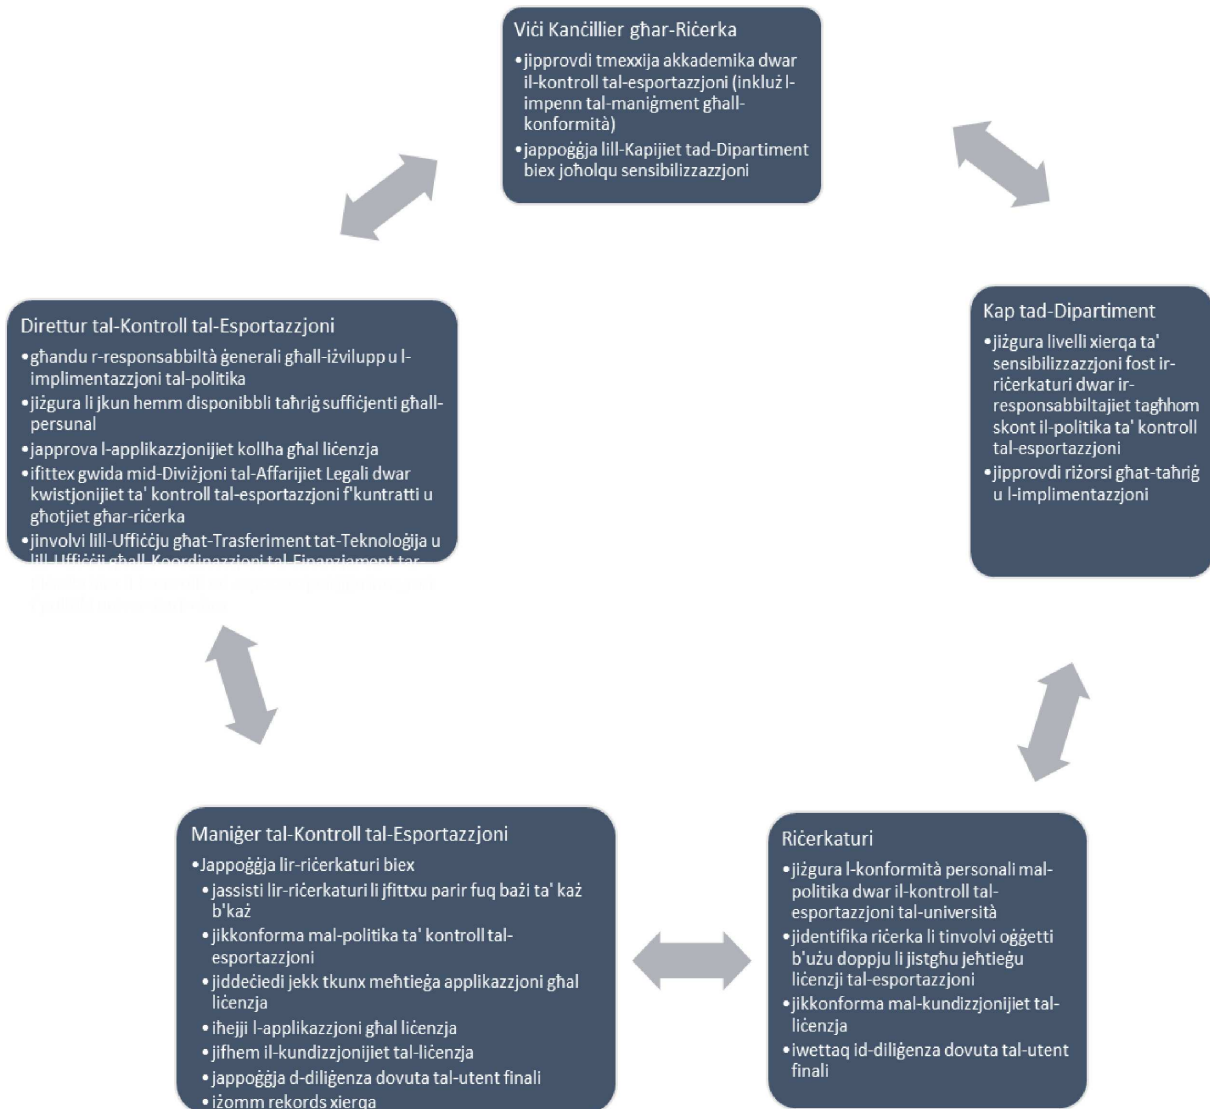 Viċi Kanċillier għar-Riċerka
•jipprovdi tmexxija akkademika dwar
il-kontroll tal-esportazzjoni (inkluż l-
impenn tal-maniġment għall-
konformità)
•jappoġġja lill-Kapijiet tad-Dipartiment
biex joħolqu sensibilizzazzjoni
Direttur tal-Kontroll tal-Esportazzjoni
•għandu r-responsabbiltà ġenerali għall-iżvilupp u l-
implimentazzjoni tal-politika
•jiżgura li jkun hemm disponibbli taħriġ suffiċjenti għall-
persunal
•japprova l-applikazzjonijiet kollha għal liċenzja
•ifittex gwida mid-Diviżjoni tal-Affarijiet Legali dwar
kwistjonijiet ta' kontroll tal-esportazzjoni f'kuntratti u
għotjiet għar-riċerka
•jinvolvi lill-Uffiċċju għat-Trasferiment tat-Teknoloġija u
lill-Uffiċċji għall-Koordinazzjoni tal-Finanzjament tar-
Kap tad-Dipartiment
•jiżgura livelli xierqa ta'
sensibilizzazzjoni fost ir-
riċerkaturi dwar ir-
responsabbiltajiet tagħhom
skont il-politika ta' kontroll
tal-esportazzjoni
•jipprovdi riżorsi għat-taħriġ
u l-implimentazzjoni
Maniġer tal-Kontroll tal-Esportazzjoni
•Jappoġġja lir-riċerkaturi biex
•jassisti lir-riċerkaturi li jfittxu parir fuq bażi ta' każ
b'każ
•jikkonforma mal-politika ta' kontroll tal-
esportazzjoni
•jiddeċiedi jekk tkunx meħtieġa applikazzjoni għal
liċenzja
•iħejji l-applikazzjoni għal liċenzja
•jifhem il-kundizzjonijiet tal-liċenzja
•jappoġġja d-diliġenza dovuta tal-utent finali
•iżomm rekords xierqa
Riċerkaturi
•jiżgura l-konformità personali mal-
politika dwar il-kontroll tal-
esportazzjoni tal-università
•jidentifika riċerka li tinvolvi oġġetti
b'użu doppju li jistgħu jeħtieġu
liċenzji tal-esportazzjoni
•jikkonforma mal-kundizzjonijiet tal-
liċenzja
•iwettaq id-diliġenza dovuta tal-utent
finali